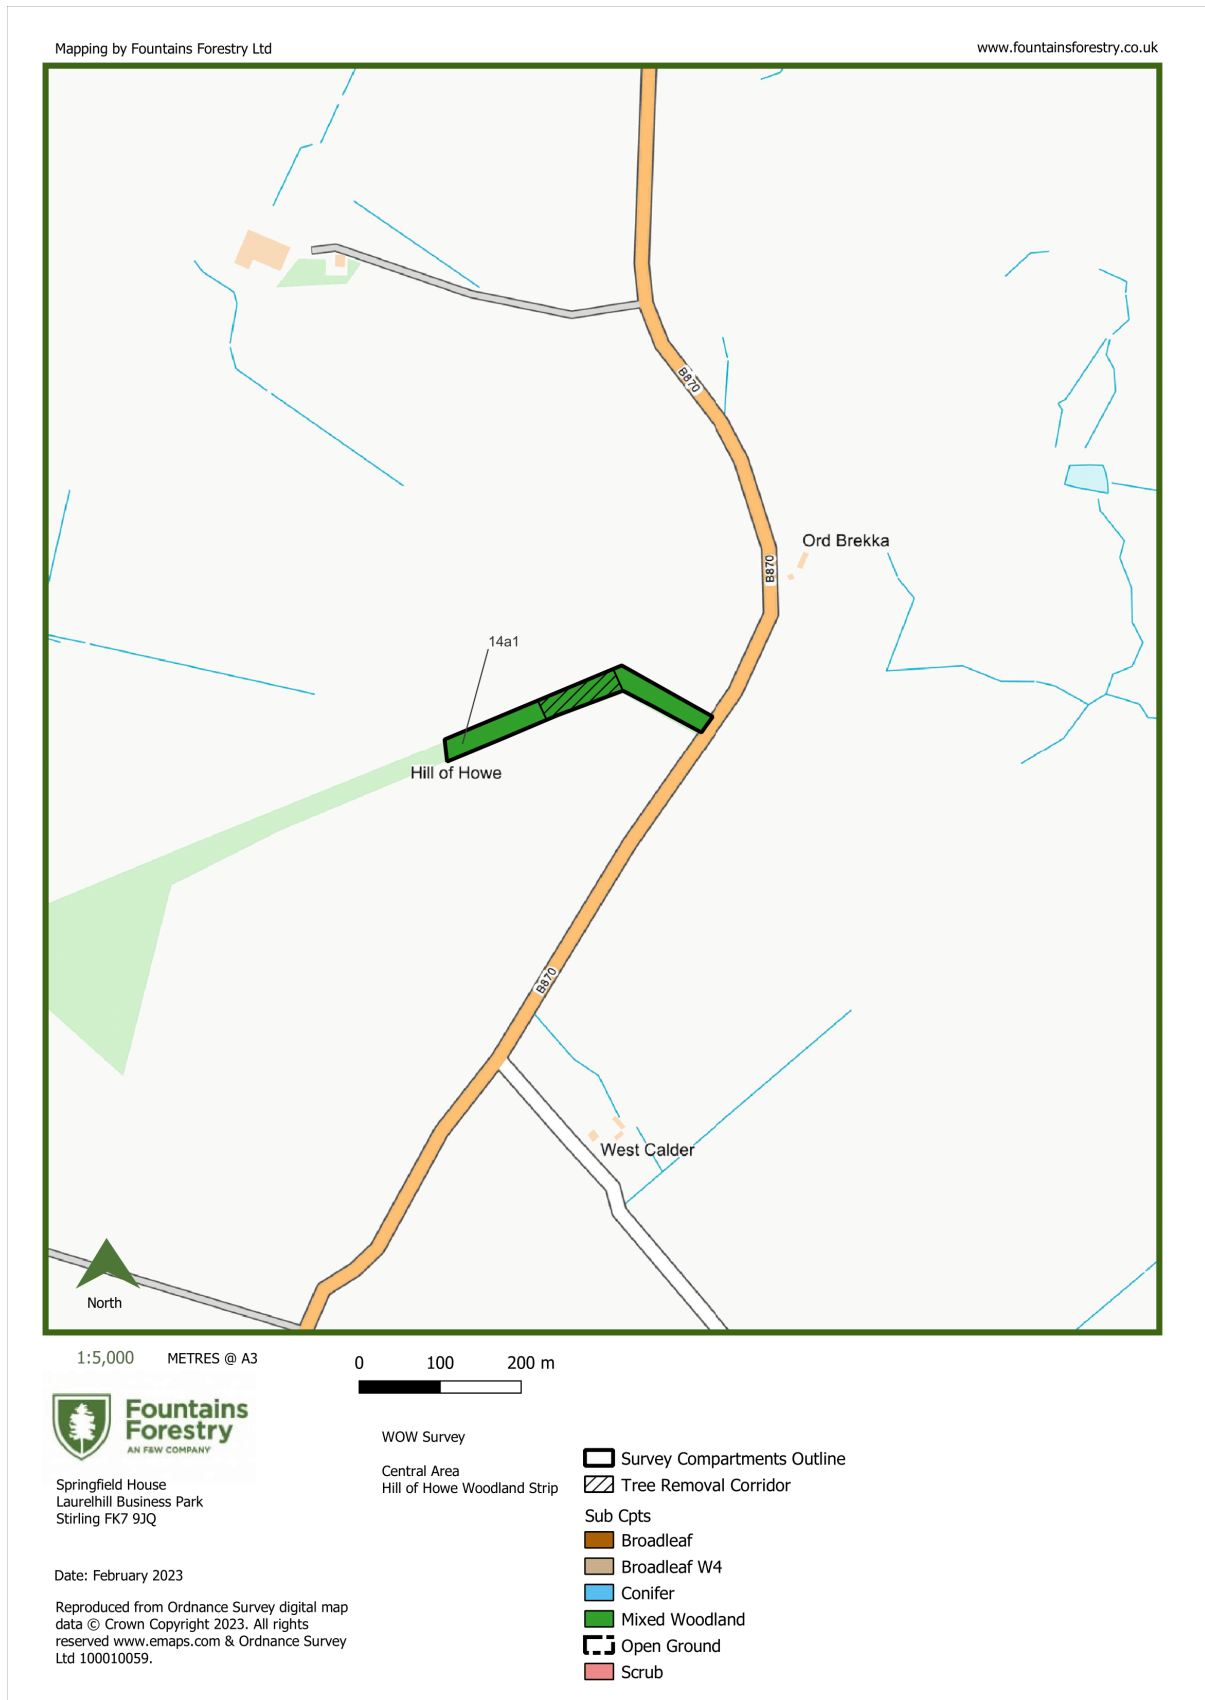 Mapping by Fountains Forestry Ltd
www.fountainsforestry.co.uk
B870
Ord Brekka
B870
14a1
Hill of Howe
B870
West Calder
North
1:5,000
METRES @ A3
0 100 200 m
Fountains
Forestry
AN F&W COMPANY
Springfield House
Laurelhill Business Park
Stirling FK7 9JQ
Date: February 2023
Reproduced from Ordnance Survey digital map
data © Crown Copyright 2023. All rights
reserved www.emaps.com & Ordnance Survey
Ltd 100010059.
WOW Survey
Central Area
Hill of Howe Woodland Strip
Survey Compartments Outline
Tree Removal Corridor
Sub Cpts
Broadleaf
Broadleaf W4
Conifer
Mixed Woodland
Open Ground
Scrub